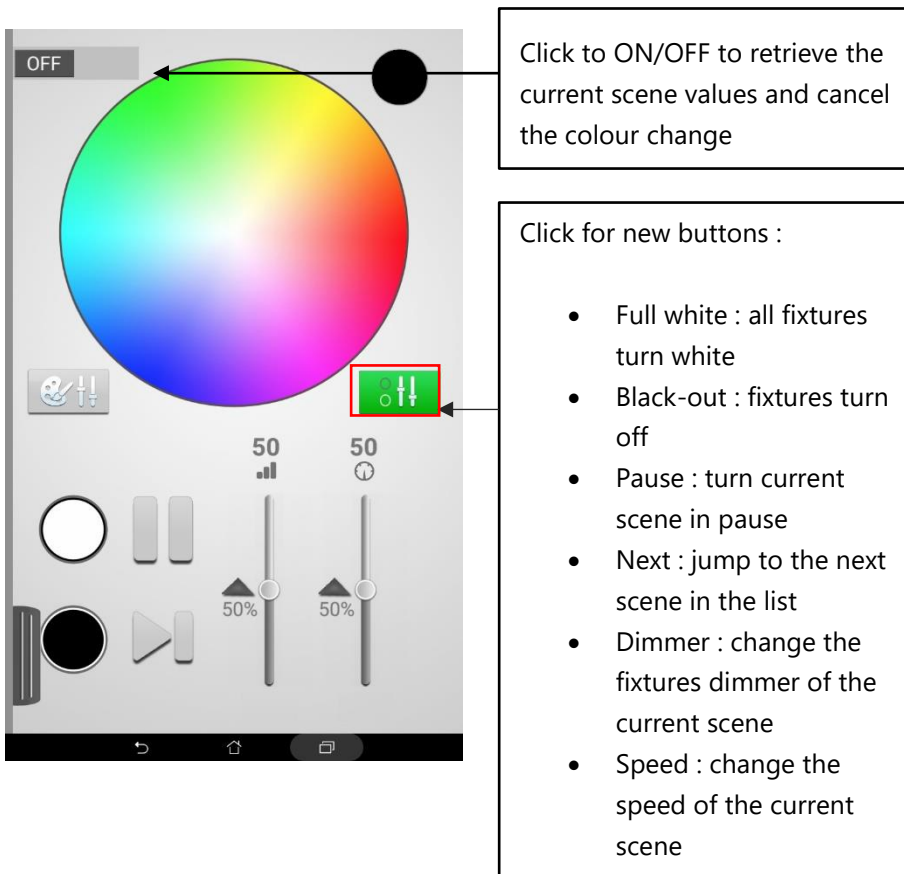 OFF
50 50
50% 50%
Click to ON/OFF to retrieve the
current scene values and cancel
the colour change
Click for new buttons :
• Full white : all fixtures
turn white
• Black-out : fixtures turn
off
• Pause : turn current
scene in pause
• Next : jump to the next
scene in the list
• Dimmer : change the
fixtures dimmer of the
current scene
• Speed : change the
speed of the current
scene